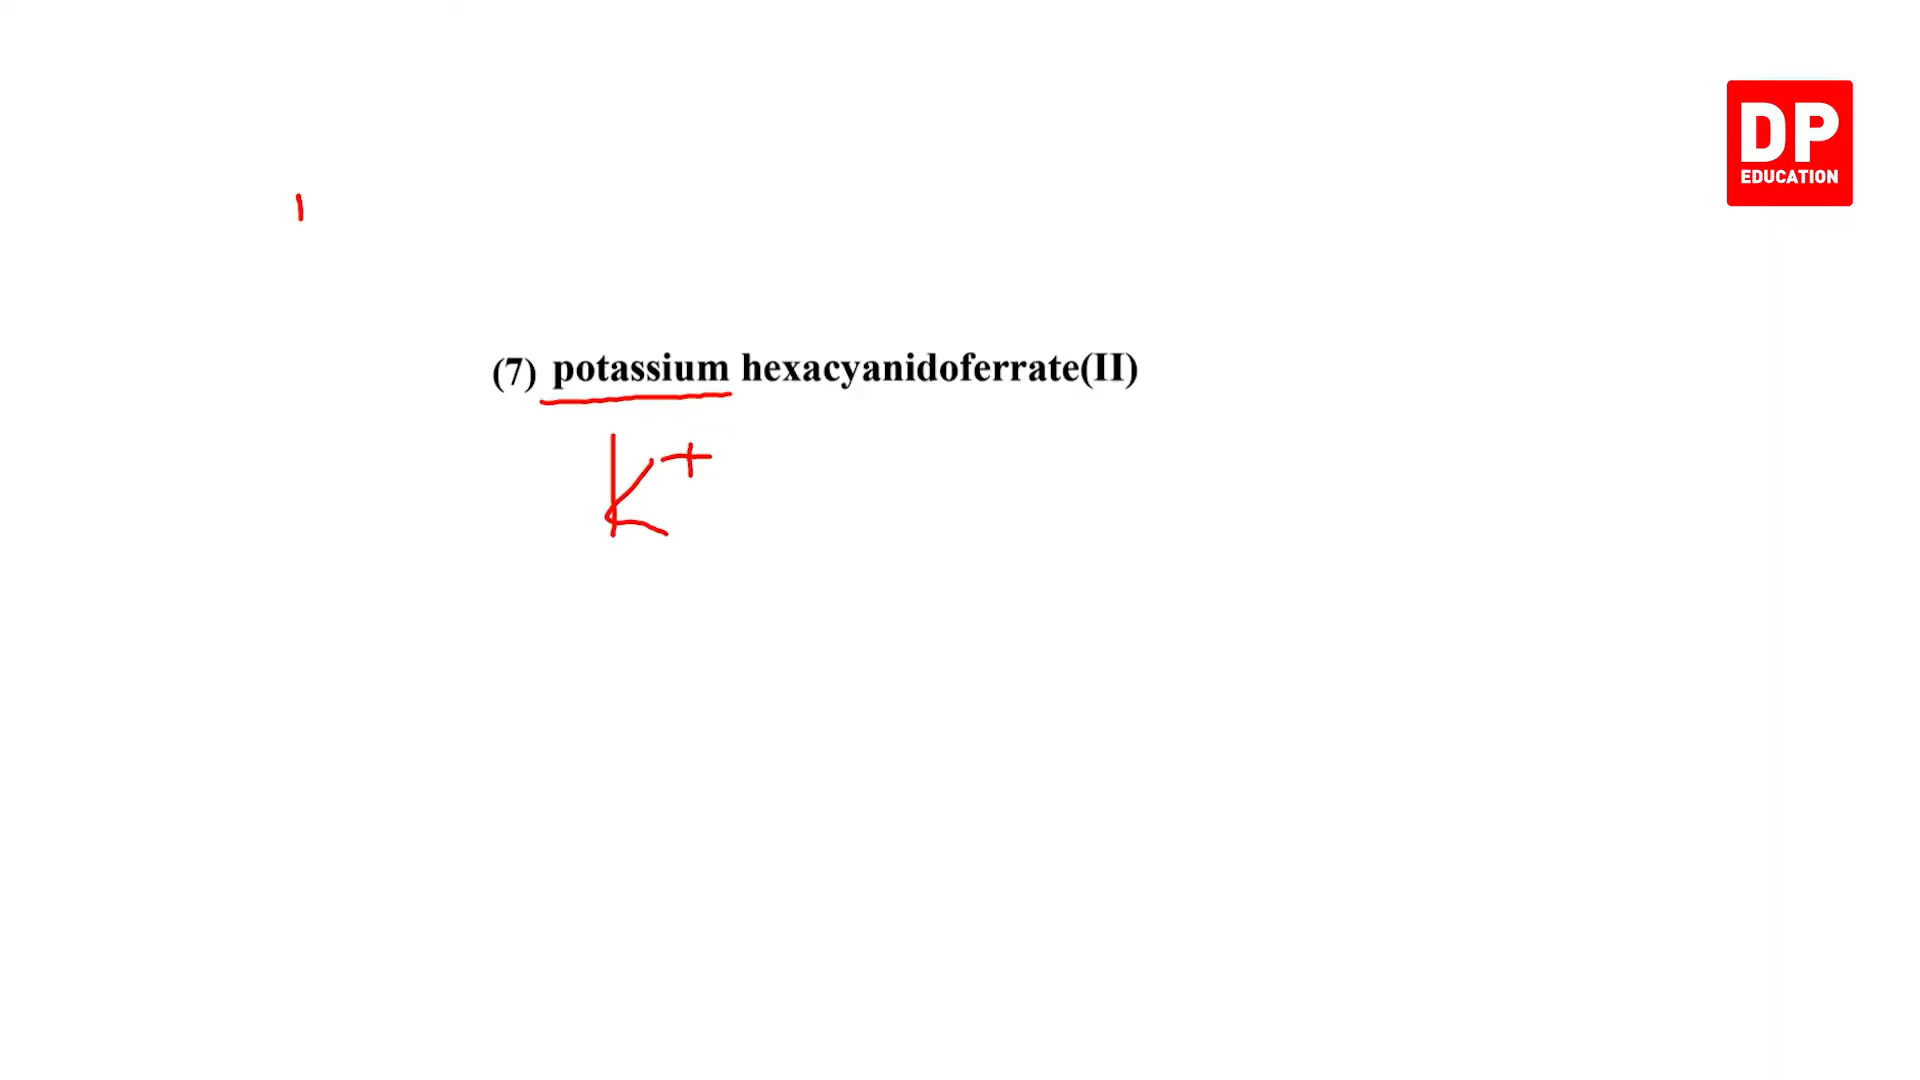 DP
EDUCATION
(7) potassium hexacyanidoferrate(II)
K⁺